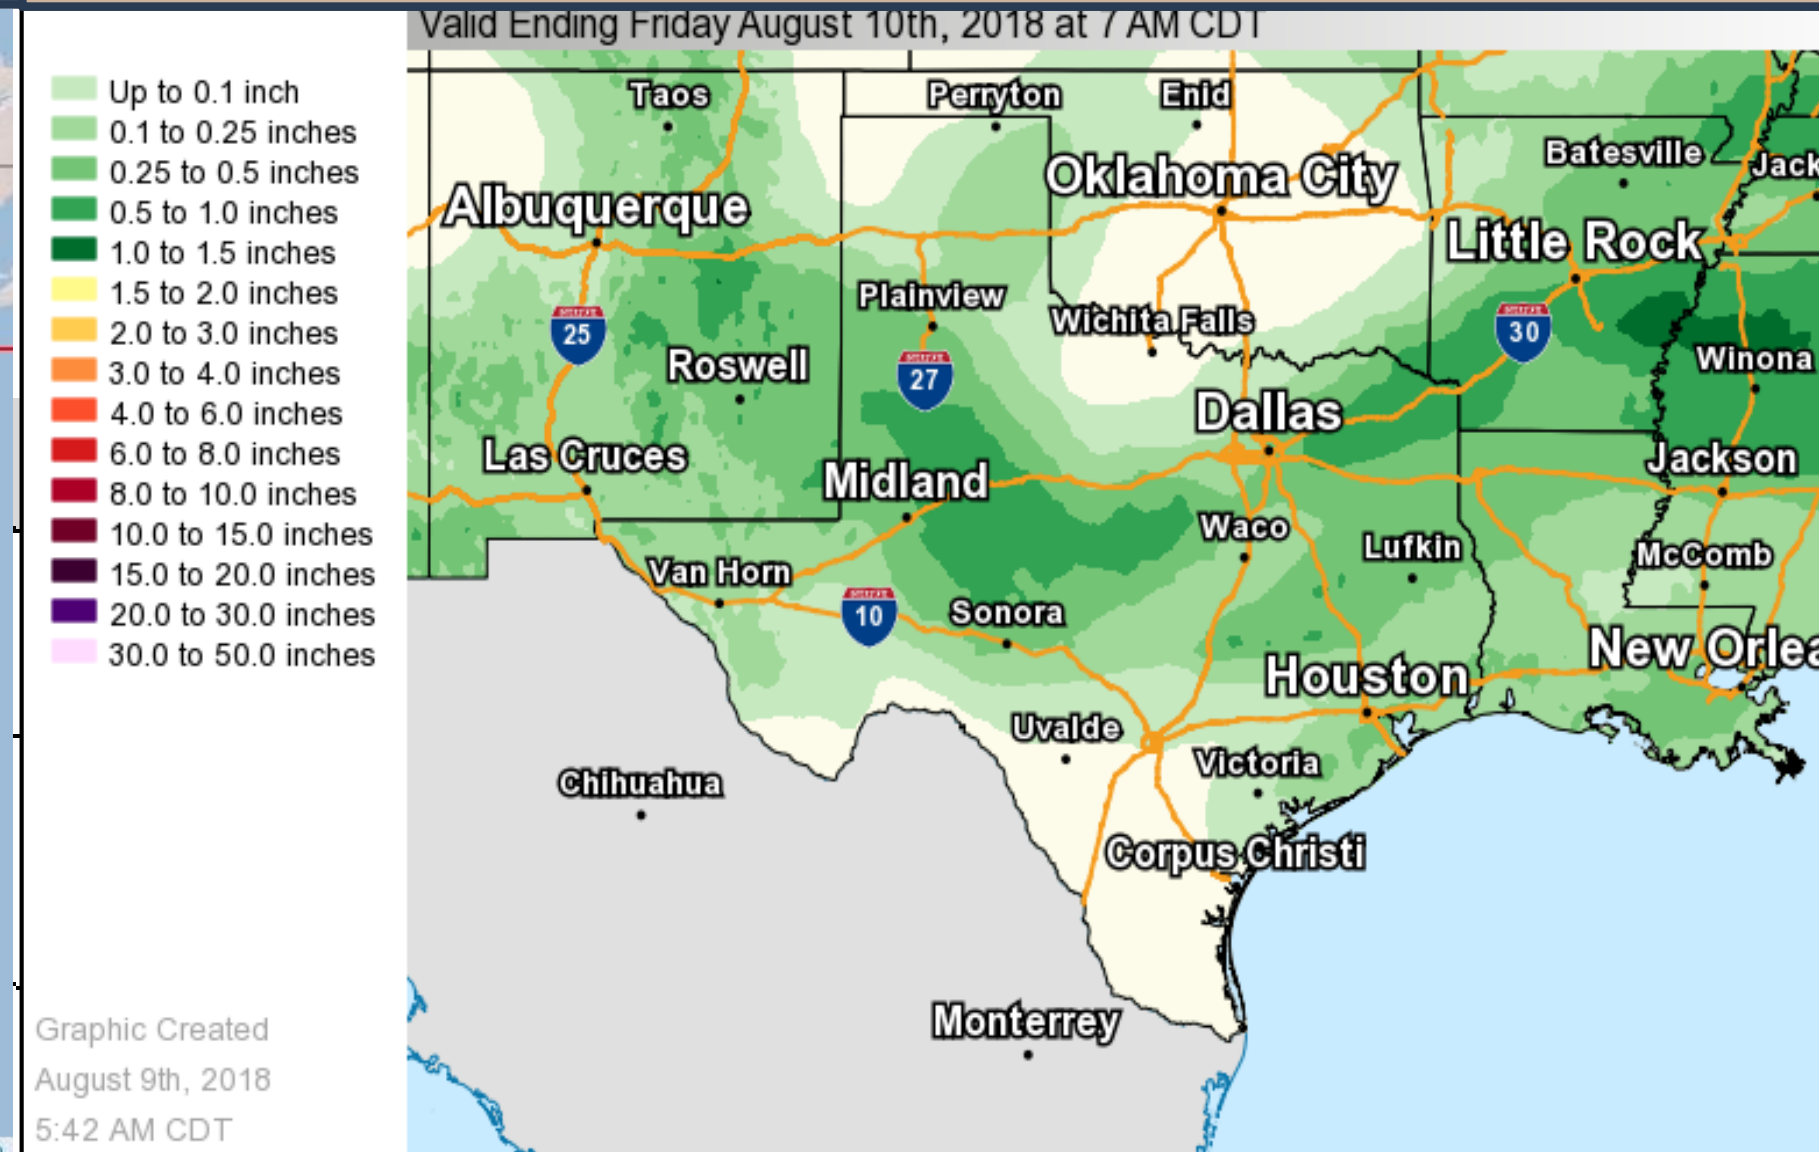 Valid Ending Friday August 10th, 2018 at 7 AM CDT
Up to 0.1 inch
0.1 to 0.25 inches
0.25 to 0.5 inches
0.5 to 1.0 inches
1.0 to 1.5 inches
1.5 to 2.0 inches
2.0 to 3.0 inches
3.0 to 4.0 inches
4.0 to 6.0 inches
6.0 to 8.0 inches
8.0 to 10.0 inches
10.0 to 15.0 inches
15.0 to 20.0 inches
20.0 to 30.0 inches
30.0 to 50.0 inches
Graphic Created
August 9th, 2018
5:42 AM CDT
Taos
Perryton
Enid
Batesville
Jack
Oklahoma City
Albuquerque
Little Rock
Plainview
Wichita Falls
25
30
Roswell
27
Winona
Dallas
Las Cruces
Midland
Jackson
Waco
Lufkin
McComb
Van Horn
10
Sonora
New Orlea
Houston
Uvalde
Victoria
Chihuahua
Corpus Christi
Monterrey